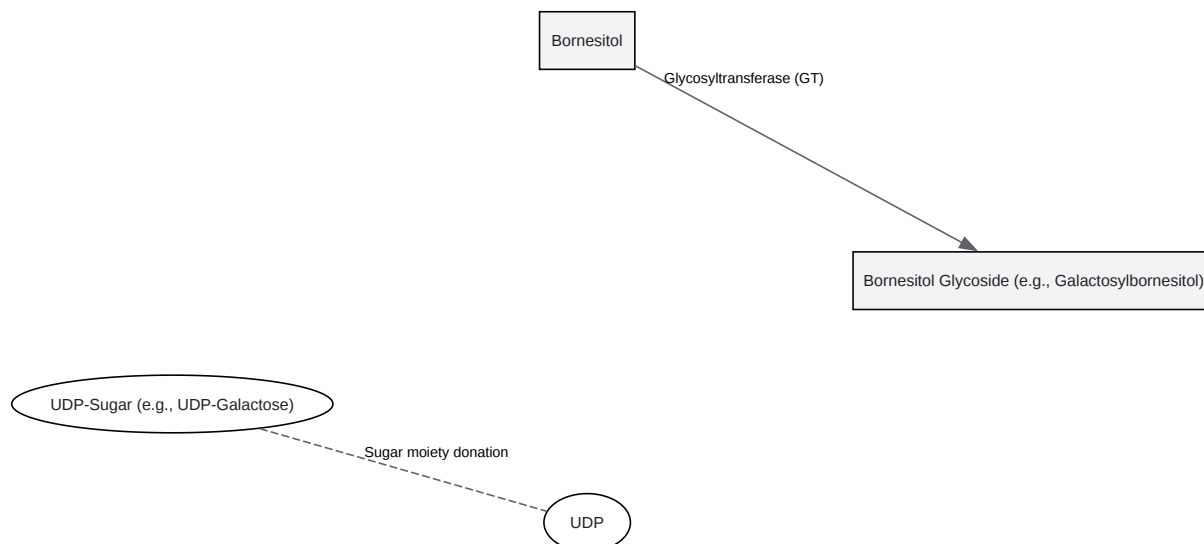 Bornesitol
Glycosyltransferase (GT)
Bornesitol Glycoside (e.g., Galactosylbornesitol)
UDP-Sugar (e.g., UDP-Galactose)
Sugar moiety donation
UDP